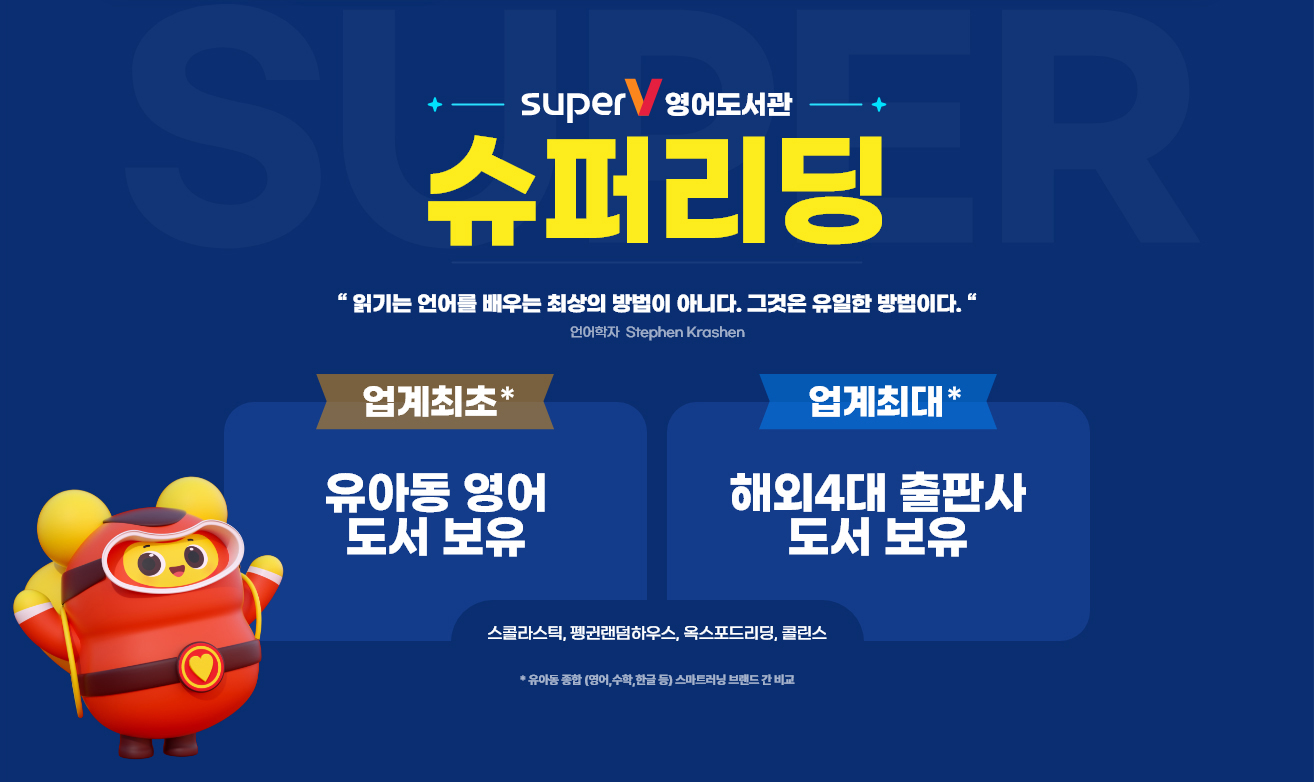 SUPER
superV 영어도서관
슈퍼리딩
“ 읽기는 언어를 배우는 최상의 방법이 아니다. 그것은 유일한 방법이다. “
언어학자 Stephen Krashen
업계최초*
유아동 영어
도서 보유
업계최대*
해외4대 출판사
도서 보유
스콜라스틱, 펭귄랜덤하우스, 옥스포드리딩, 콜린스
* 유아동 종합 (영어,수학,한글 등) 스마트러닝 브랜드 간 비교